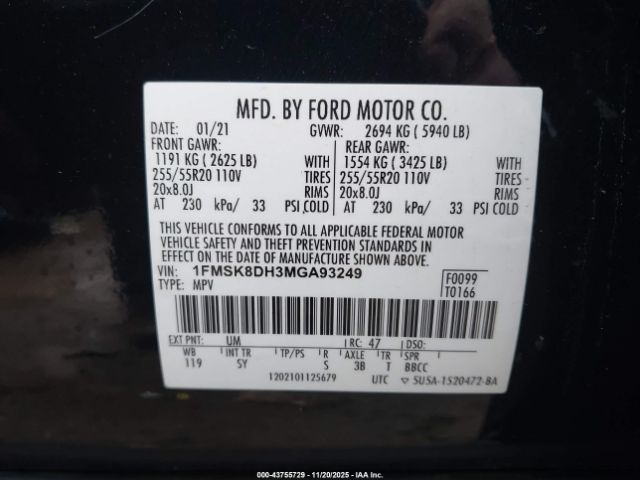 MFD. BY FORD MOTOR CO.
DATE: 01/21 GVWR: 2694 KG ( 5940 LB)
FRONT GAWR: REAR GAWR:
1191 KG ( 2625 LB) WITH 1554 KG ( 3425 LB) WITH
255/55R20 110V TIRES 255/55R20 110V TIRES
20x8.0J RIMS 20x8.0J RIMS
AT 230 kPa/ 33 PSI COLD AT 230 kPa/ 33 PSI COLD
THIS VEHICLE CONFORMS TO ALL APPLICABLE FEDERAL MOTOR
VEHICLE SAFETY AND THEFT PREVENTION STANDARDS IN
EFFECT ON THE DATE OF MANUFACTURE SHOWN ABOVE.
VIN: 1FMSK8DH3MGA93249 F0099
TYPE: MPV T0166
EXT PNT: UM RC: 47 DSO:
WB INT TR TP/PS R AXLE TR SPR
119 SY S 3B T BBCC
1202101125679 UTC ▽ 5U5A-1520472-BA
000-43755729 - 11/20/2025 - IAAI, Inc.